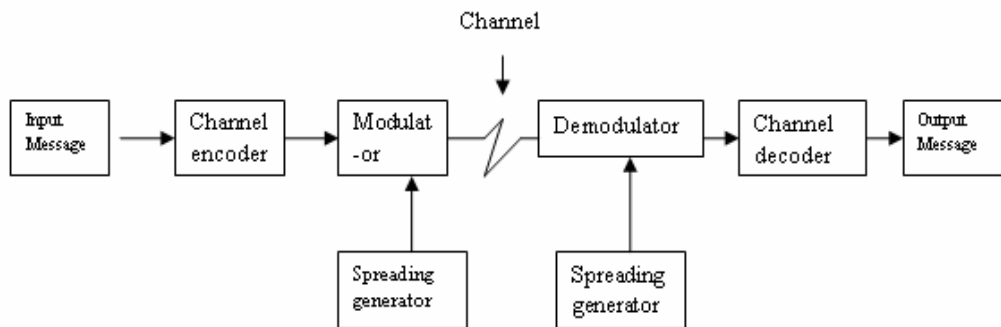 Channel
Input
Message
Channel
encoder
Modulat
-or
Demodulator
Channel
decoder
Output
Message
Spreading
generator
Spreading
generator